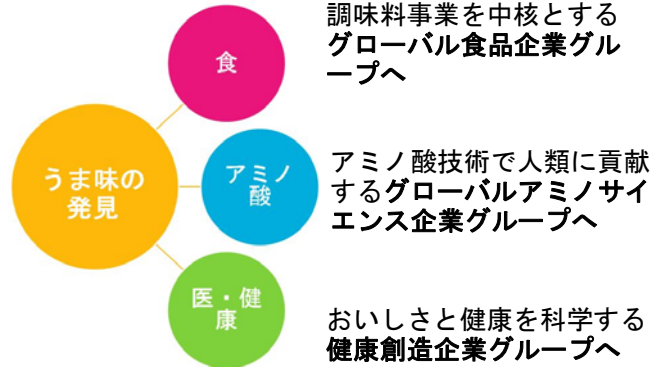 うま味の
発見
食
調味料事業を中核とする
グローバル食品企業グル
ープへ
アミノ
酸
アミノ酸技術で人類に貢献
するグローバルアミノサイ
エンス企業グループへ
医・健
康
おいしさと健康を科学する
健康創造企業グループへ